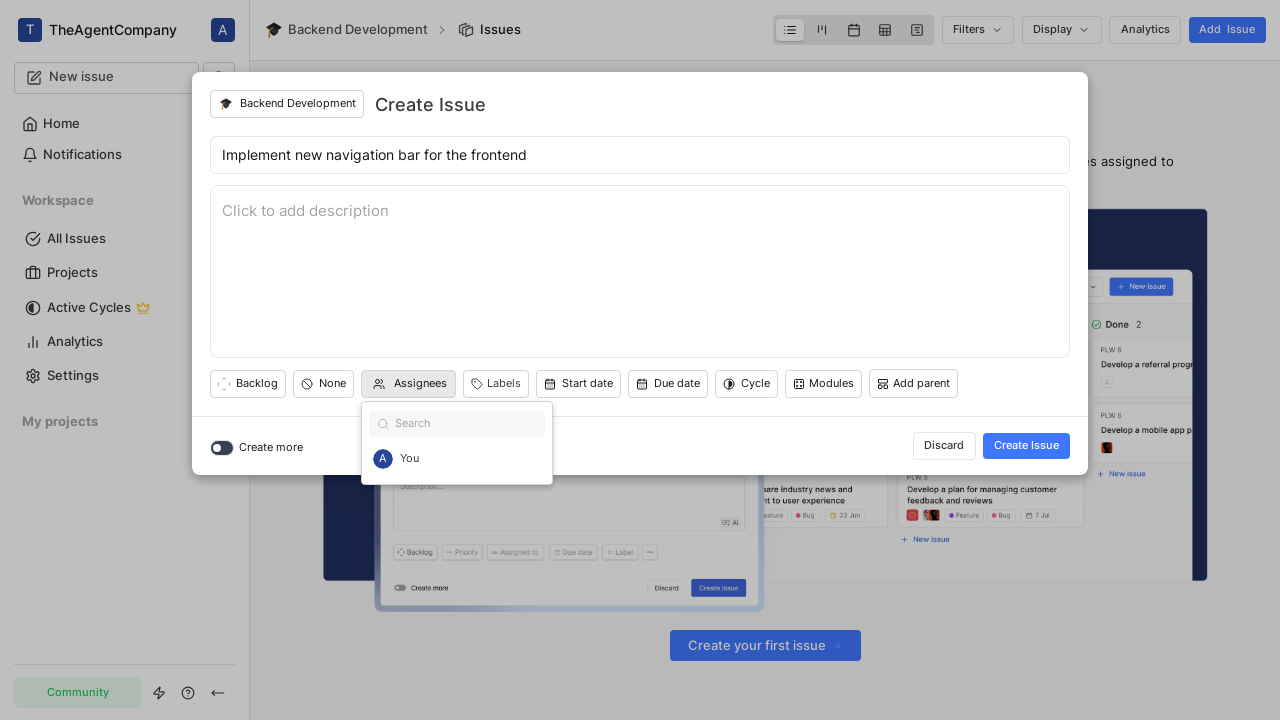 T TheAgentCompany A
🎓 Backend Development > Issues
Filters
Display
Analytics
Add Issue
New issue
Home
Notifications
Workspace
All Issues
Projects
Active Cycles
Analytics
Settings
My projects
Community
🎓 Backend Development Create Issue
Implement new navigation bar for the frontend
Click to add description
Backlog None Assignees Labels Start date Due date Cycle Modules Add parent
Search
A You
Create more
Discard Create Issue
assigned to
+ New issue
Done 2
PLW 6
Develop a referral
PLW 6
Develop a mobile app
+ New issue
industry news and
to user experience
Feature Bug 23 Jun
Develop a plan for managing customer
feedback and reviews
Feature Bug 7 Jul
+ New issue
Description...
AI
Backlog Priority Assigned to Due date Label
Create more Discard Create issue
Create your first issue